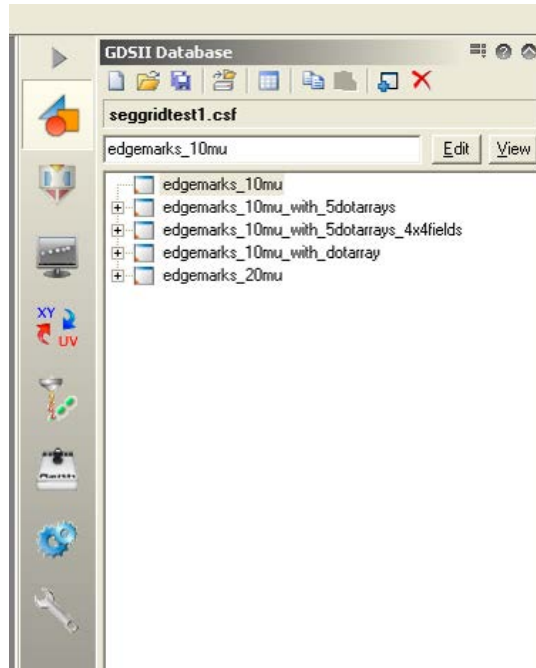 GDSII Database
seggridtest1.csf
edgemarks_10mu
Edit
View
edgemarks_10mu
edgemarks_10mu_with_5dotarrays
edgemarks_10mu_with_5dotarrays_4x4fields
edgemarks_10mu_with_dotarray
edgemarks_20mu
XY
UV